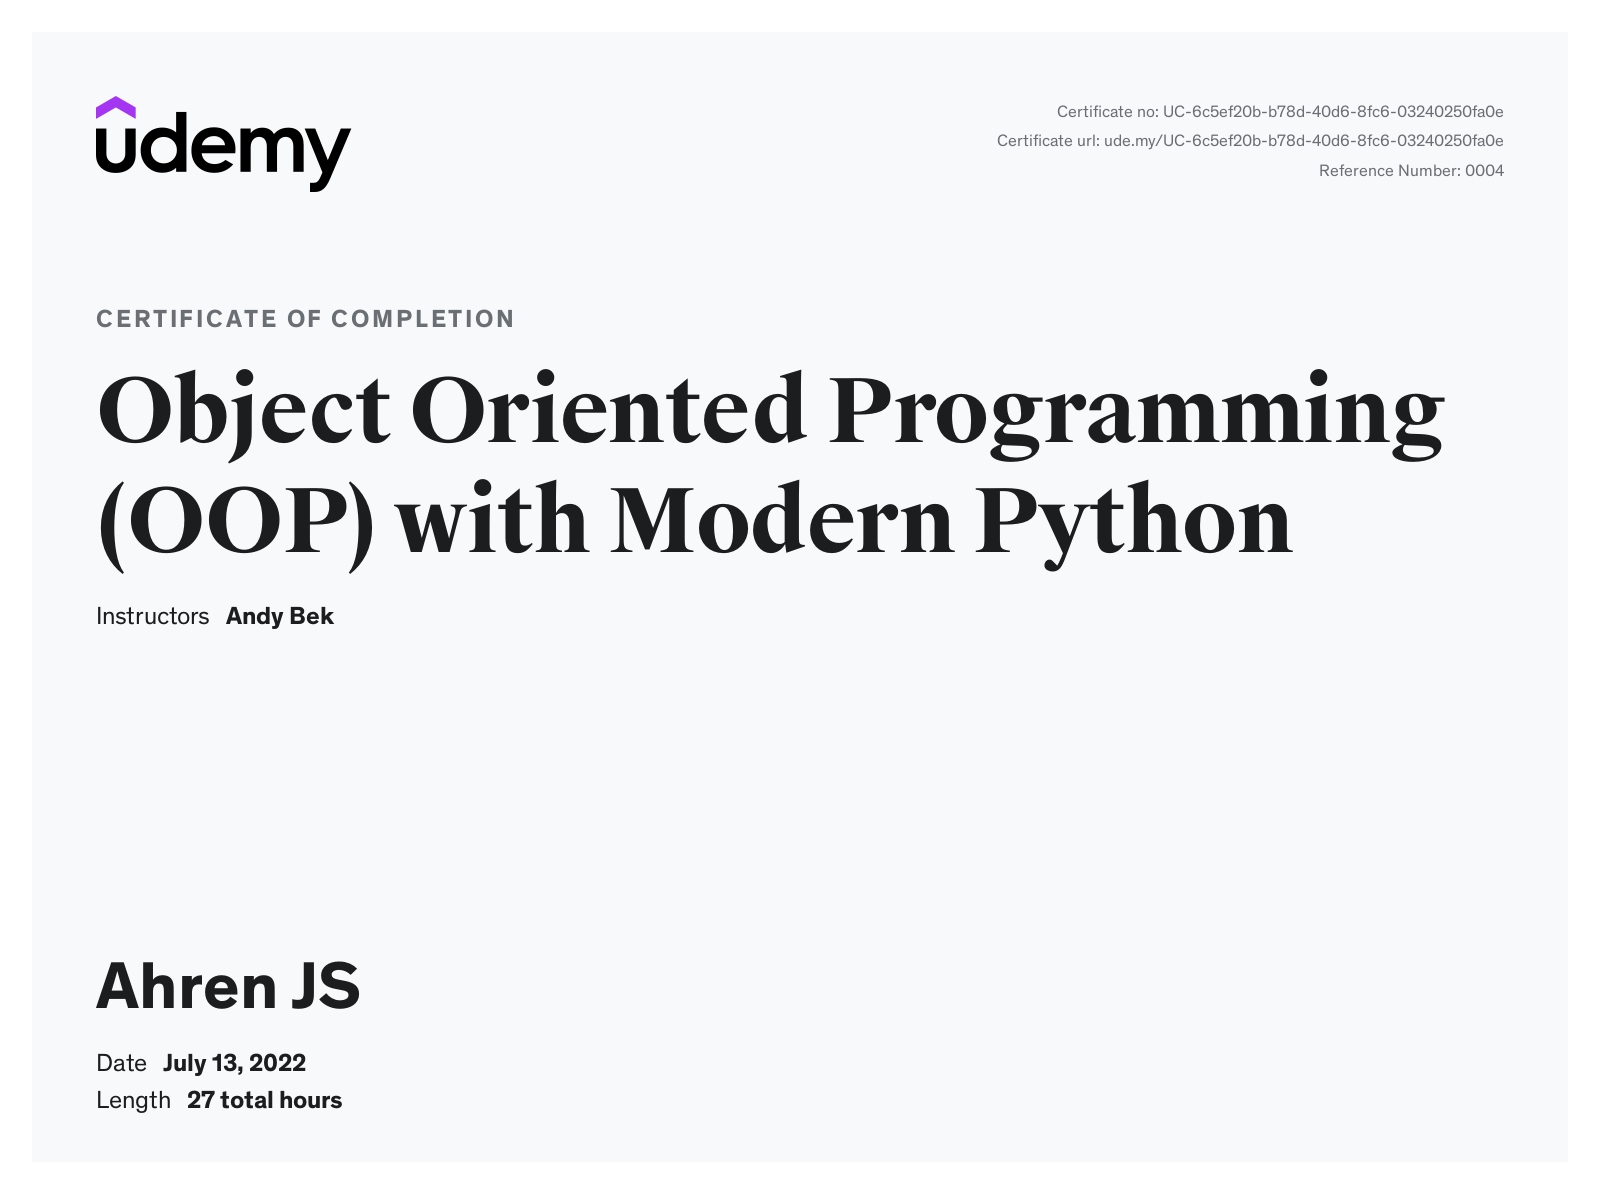 udemy
Certificate no: UC-6c5ef20b-b78d-40d6-8fc6-03240250fa0e
Certificate url: ude.my/UC-6c5ef20b-b78d-40d6-8fc6-03240250fa0e
Reference Number: 0004
CERTIFICATE OF COMPLETION
Object Oriented Programming
(OOP) with Modern Python
Instructors Andy Bek
Ahren JS
Date July 13, 2022
Length 27 total hours